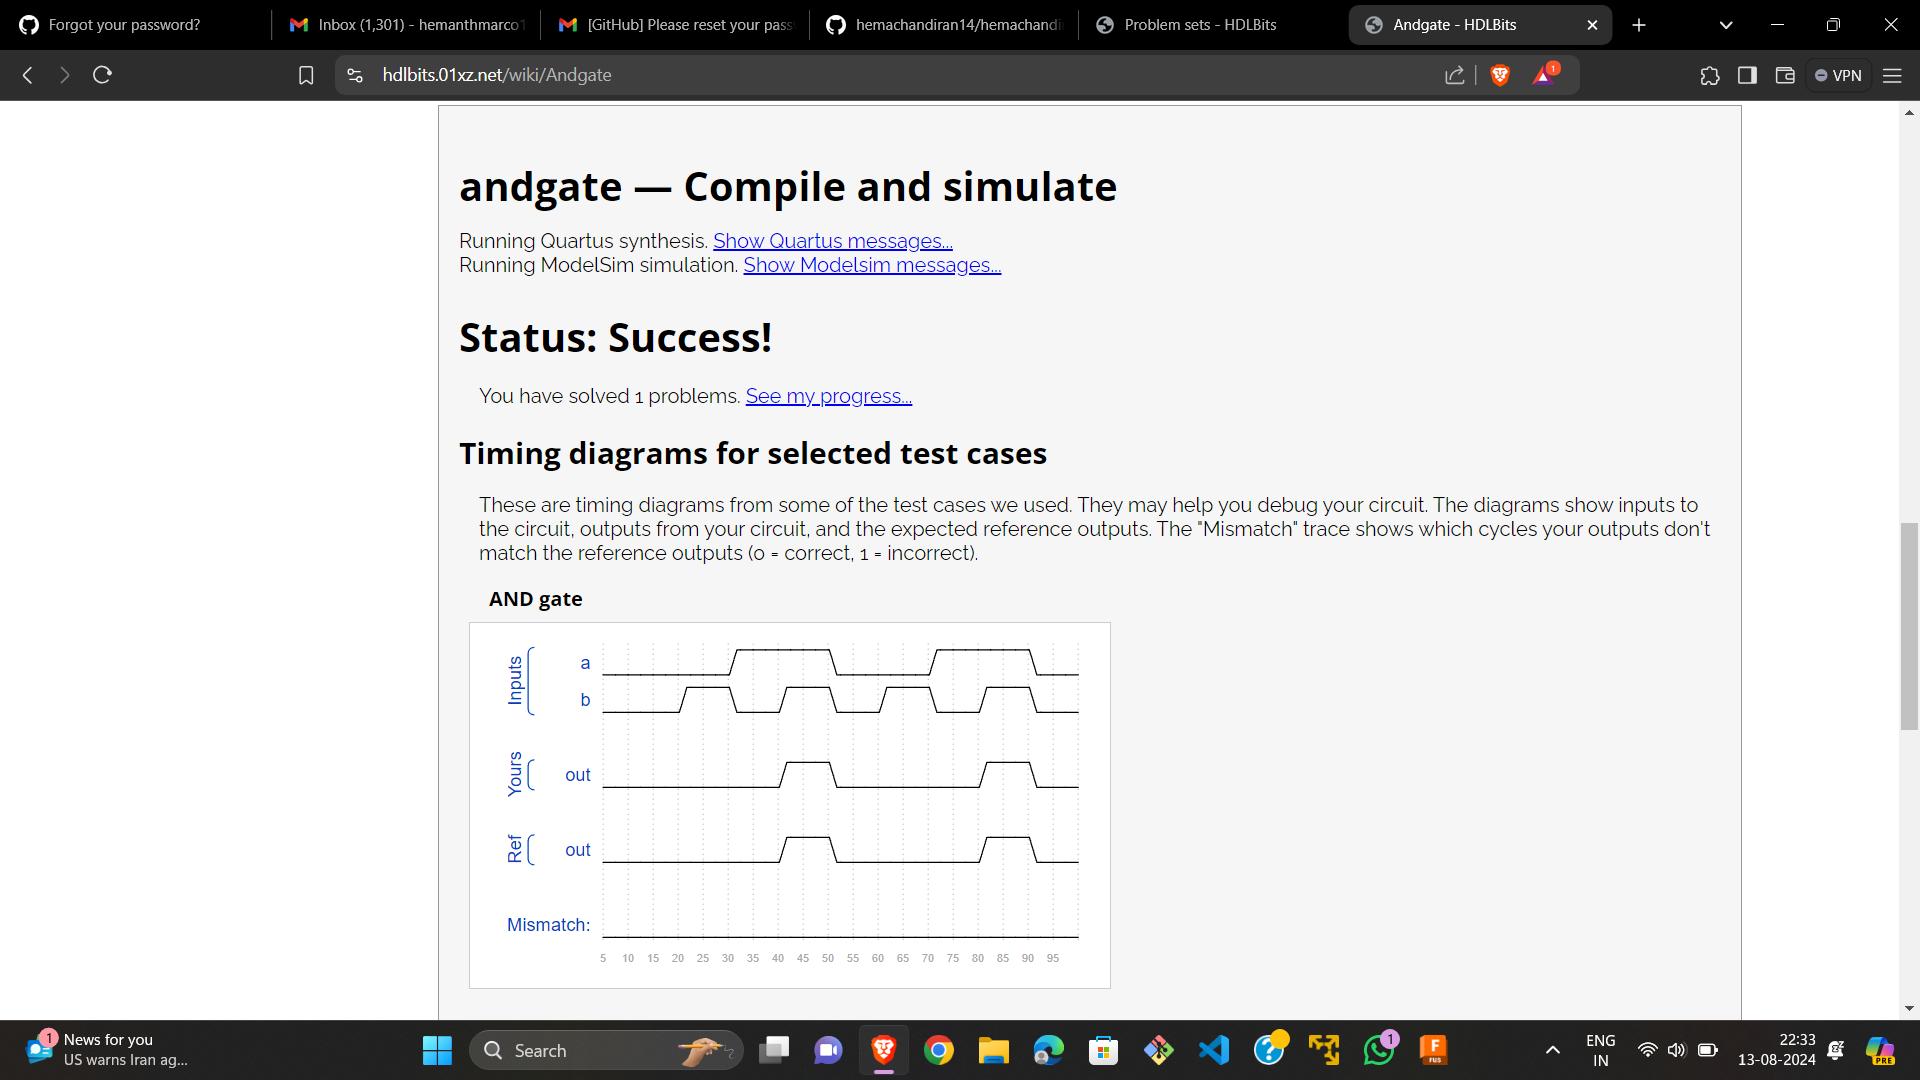 Forgot your password?
Inbox (1,301) - hemanthmarco1
[GitHub] Please reset your pass
hemachandiran14/hemachandi
Problem sets - HDLBits
Andgate - HDLBits
hdlbits.01xz.net/wiki/Andgate
1
VPN
andgate — Compile and simulate
Running Quartus synthesis. Show Quartus messages...
Running ModelSim simulation. Show Modelsim messages...
Status: Success!
You have solved 1 problems. See my progress...
Timing diagrams for selected test cases
These are timing diagrams from some of the test cases we used. They may help you debug your circuit. The diagrams show inputs to
the circuit, outputs from your circuit, and the expected reference outputs. The "Mismatch" trace shows which cycles your outputs don't
match the reference outputs (0 = correct, 1 = incorrect).
AND gate
Inputs
a
b
Yours
out
Ref
out
Mismatch:
5 10 15 20 25 30 35 40 45 50 55 60 65 70 75 80 85 90 95
1
News for you
US warns Iran ag...
Search
1
F
FUS
ENG
IN
22:33
13-08-2024
PRE